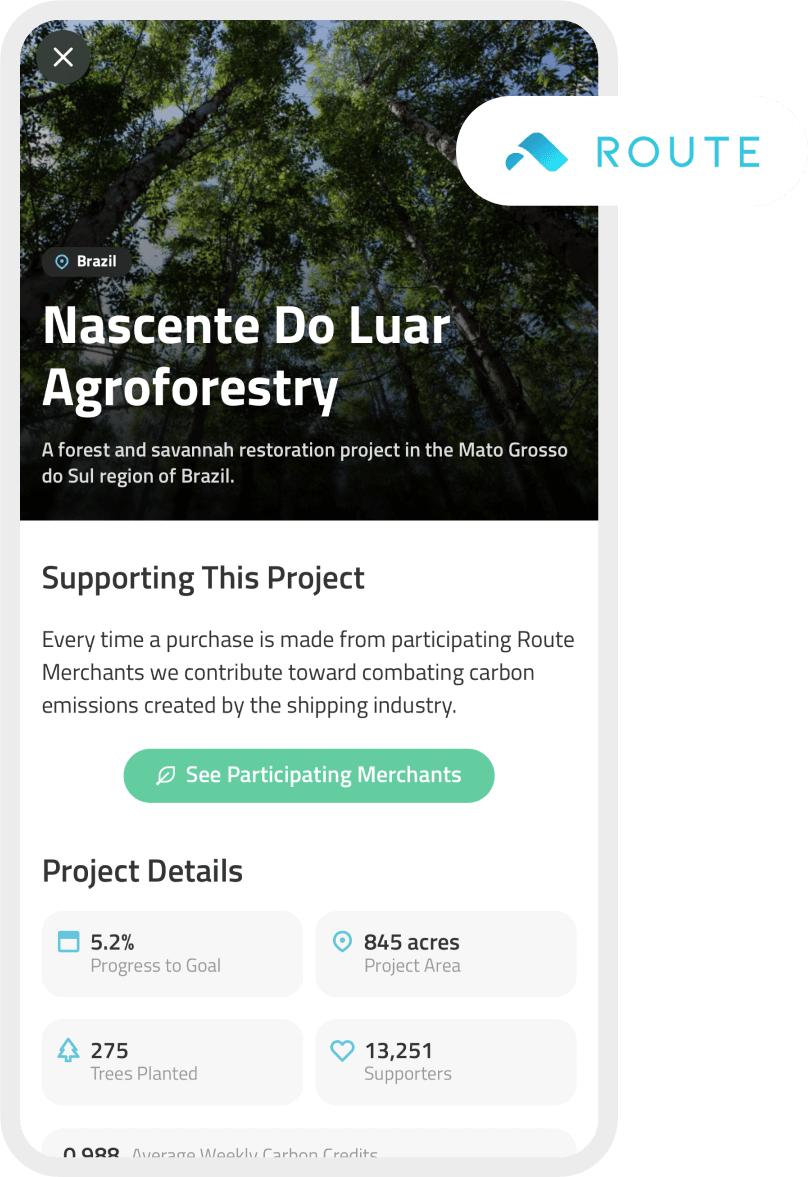 ROUTE
Brazil
Nascente Do Luar
Agroforestry
A forest and savannah restoration project in the Mato Grosso
do Sul region of Brazil.
Supporting This Project
Every time a purchase is made from participating Route
Merchants we contribute toward combating carbon
emissions created by the shipping industry.
See Participating Merchants
Project Details
5.2%
Progress to Goal
845 acres
Project Area
275
Trees Planted
13,251
Supporters
0.988 Average Weekly Carbon Credits